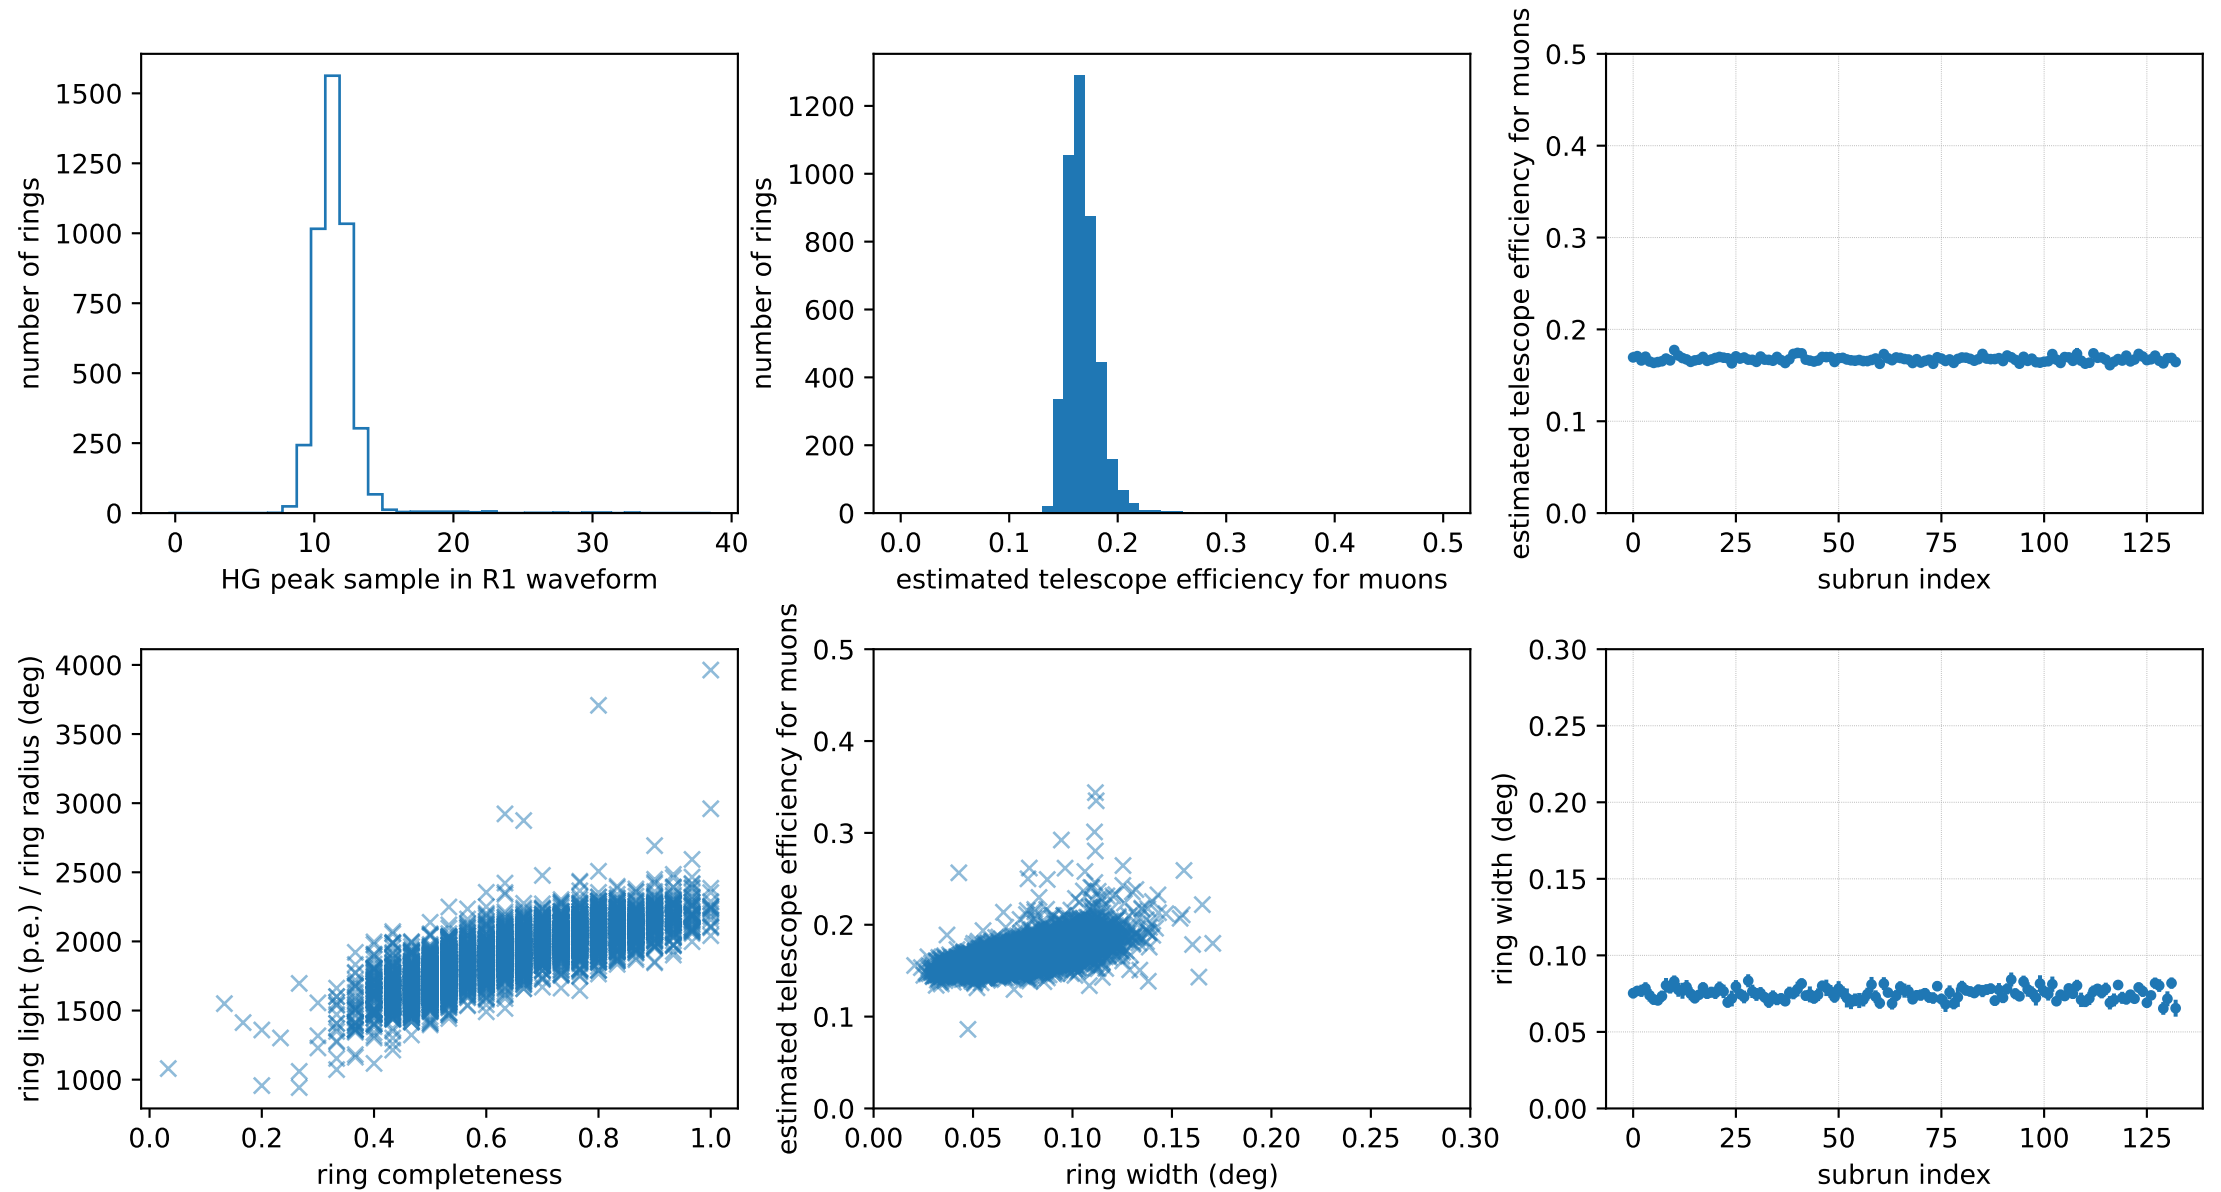 number of rings
1500
1250
1000
750
500
250
0
0 10 20 30 40
HG peak sample in R1 waveform
number of rings
1200
1000
800
600
400
200
0
0.0 0.1 0.2 0.3 0.4 0.5
estimated telescope efficiency for muons
estimated telescope efficiency for muons
0.5
0.4
0.3
0.2
0.1
0.0
0 25 50 75 100 125
subrun index
ring light (p.e.) / ring radius (deg)
4000
3500
3000
2500
2000
1500
1000
0.0 0.2 0.4 0.6 0.8 1.0
ring completeness
estimated telescope efficiency for muons
0.5
0.4
0.3
0.2
0.1
0.0
0.00 0.05 0.10 0.15 0.20 0.25 0.30
ring width (deg)
ring width (deg)
0.30
0.25
0.20
0.15
0.10
0.05
0.00
0 25 50 75 100 125
subrun index